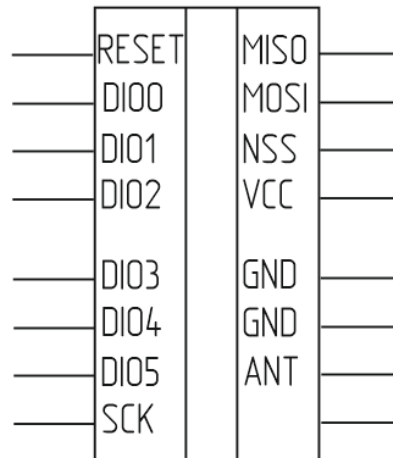 RESET MISO
DIO0 MOSI
DIO1 NSS
DIO2 VCC
DIO3 GND
DIO4 GND
DIO5 ANT
SCK